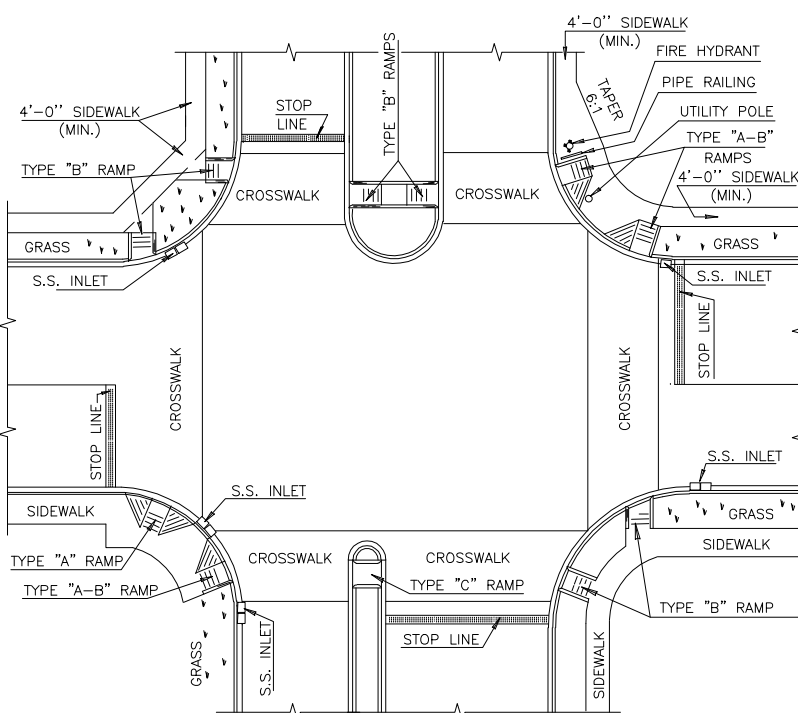 4'-0'' SIDEWALK
(MIN.)
FIRE HYDRANT
PIPE RAILING
TAPER
6:1
UTILITY POLE
TYPE "B" RAMPS
STOP
LINE
4'-0'' SIDEWALK
(MIN.)
TYPE "A-B"
RAMPS
TYPE "B" RAMP
4'-0'' SIDEWALK
(MIN.)
CROSSWALK
CROSSWALK
GRASS
GRASS
S.S. INLET
S.S. INLET
STOP LINE
CROSSWALK
CROSSWALK
STOP LINE
S.S. INLET
S.S. INLET
SIDEWALK
GRASS
SIDEWALK
TYPE "A" RAMP
CROSSWALK
CROSSWALK
TYPE "A-B" RAMP
TYPE "C" RAMP
TYPE "B" RAMP
STOP LINE
GRASS
S.S. INLET
SIDEWALK